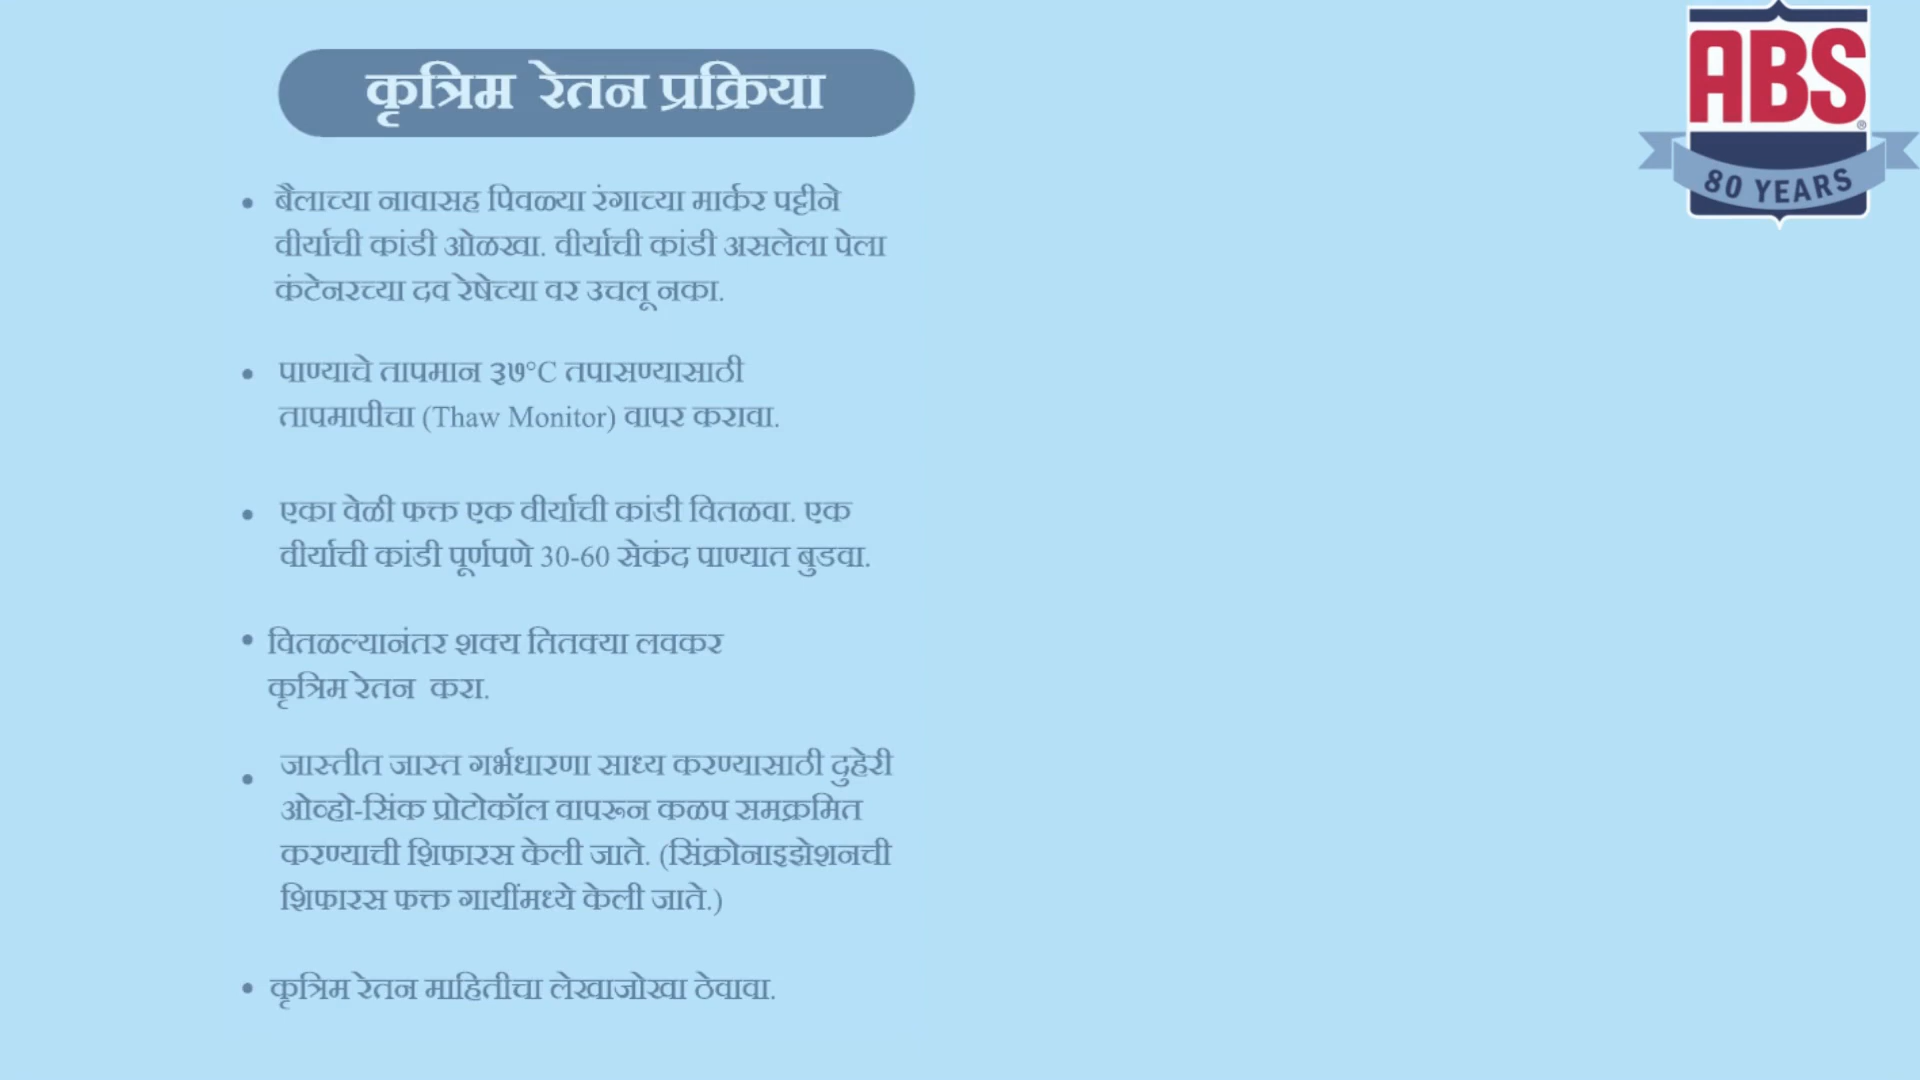 कृत्रिम रेतन प्रक्रिया
ABS
®
80 YEARS
• बैलाच्या नावासह पिवळ्या रंगाच्या मार्कर पट्टीने
वीर्याची कांडी ओळखा. वीर्याची कांडी असलेला पेला
कंटेनरच्या दव रेषेच्या वर उचलू नका.
• पाण्याचे तापमान ३७°C तपासण्यासाठी
तापमापीचा (Thaw Monitor) वापर करावा.
• एका वेळी फक्त एक वीर्याची कांडी वितळवा. एक
वीर्याची कांडी पूर्णपणे 30-60 सेकंद पाण्यात बुडवा.
• वितळल्यानंतर शक्य तितक्या लवकर
कृत्रिम रेतन करा.
• जास्तीत जास्त गर्भधारणा साध्य करण्यासाठी दुहेरी
ओव्हो-सिंक प्रोटोकॉल वापरून कळप समक्रमित
करण्याची शिफारस केली जाते. (सिंक्रोनाइझेशनची
शिफारस फक्त गायींमध्ये केली जाते.)
• कृत्रिम रेतन माहितीचा लेखाजोखा ठेवावा.